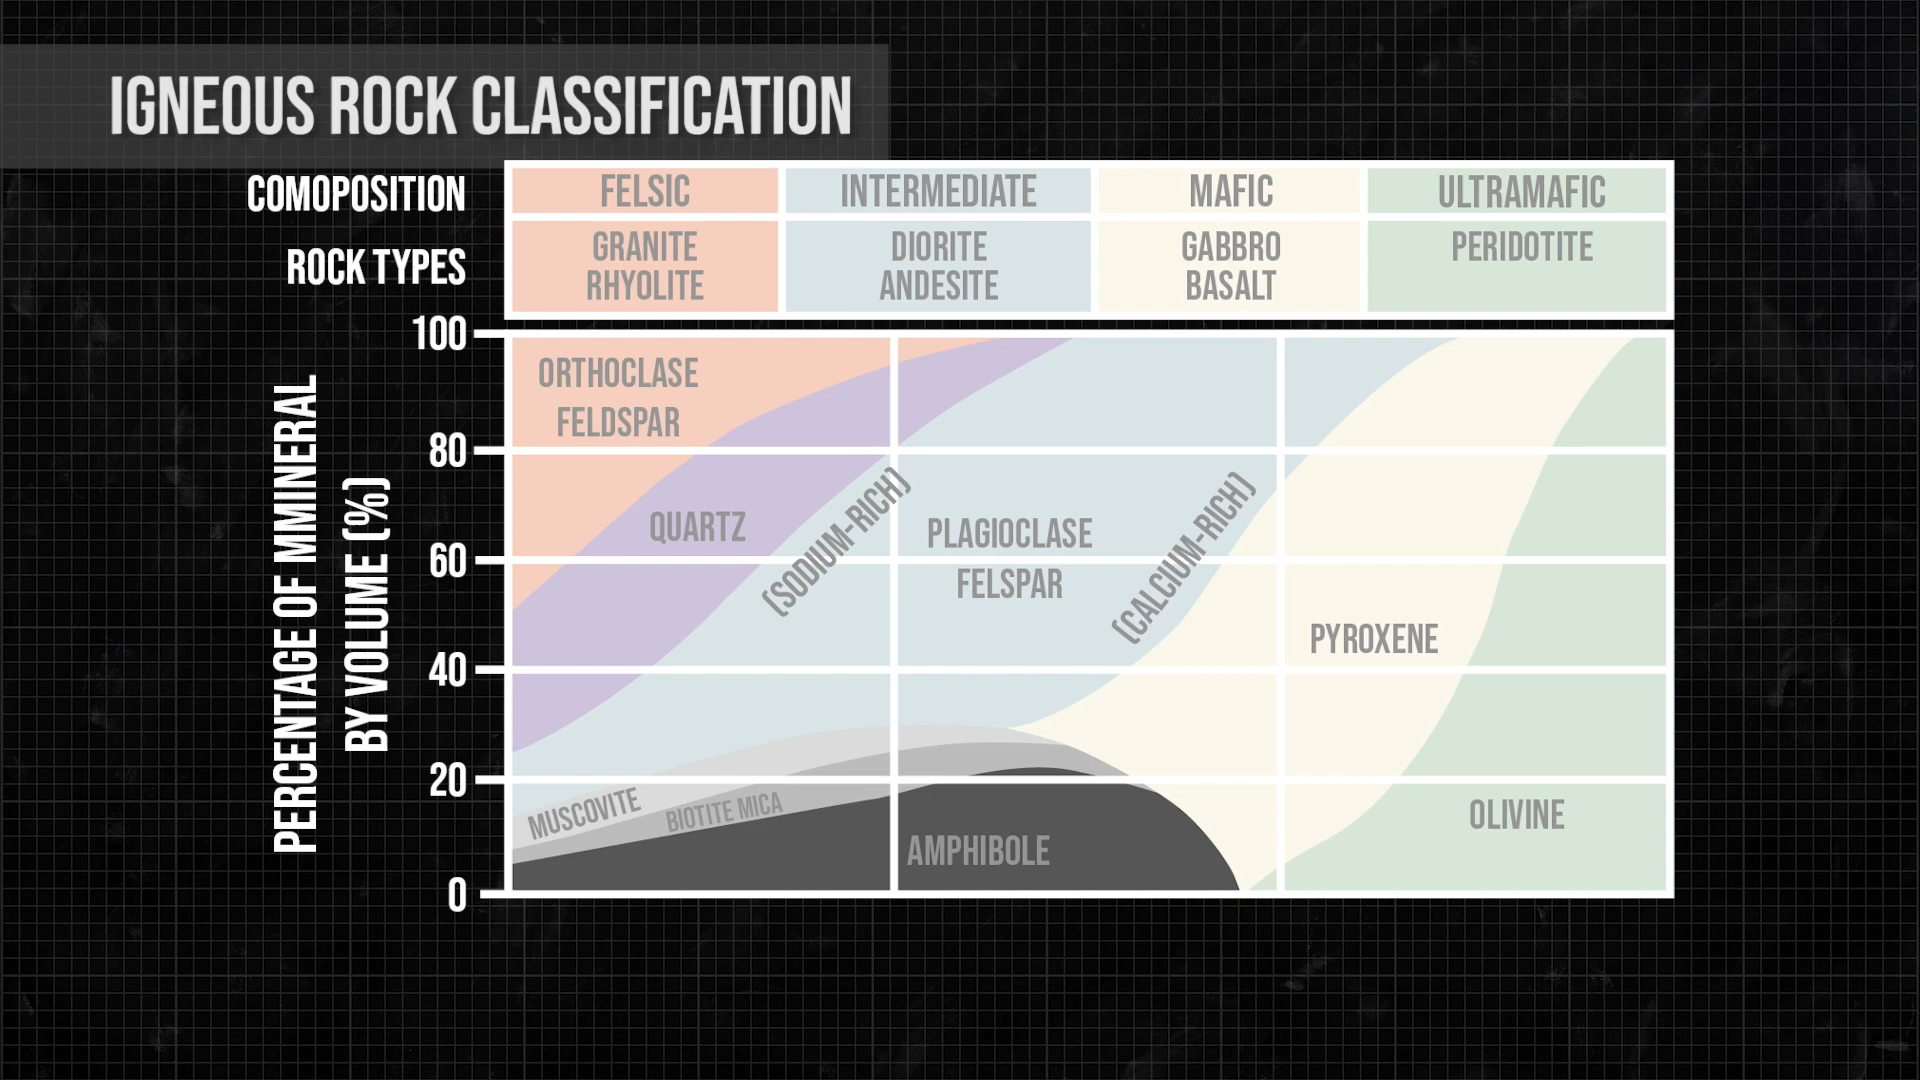 IGNEOUS ROCK CLASSIFICATION
COMOPOSITION
FELSIC
INTERMEDIATE
MAFIC
ULTRAMAFIC
ROCK TYPES
GRANITE
RHYOLITE
DIORITE
ANDESITE
GABBRO
BASALT
PERIDOTITE
PERCENTAGE OF MMINERAL
BY VOLUME (%)
100
80
60
40
20
0
ORTHOCLASE
FELDSPAR
QUARTZ
(SODIUM-RICH)
PLAGIOCLASE
FELSPAR
(CALCIUM-RICH)
PYROXENE
MUSCOVITE
BIOTITE MICA
AMPHIBOLE
OLIVINE